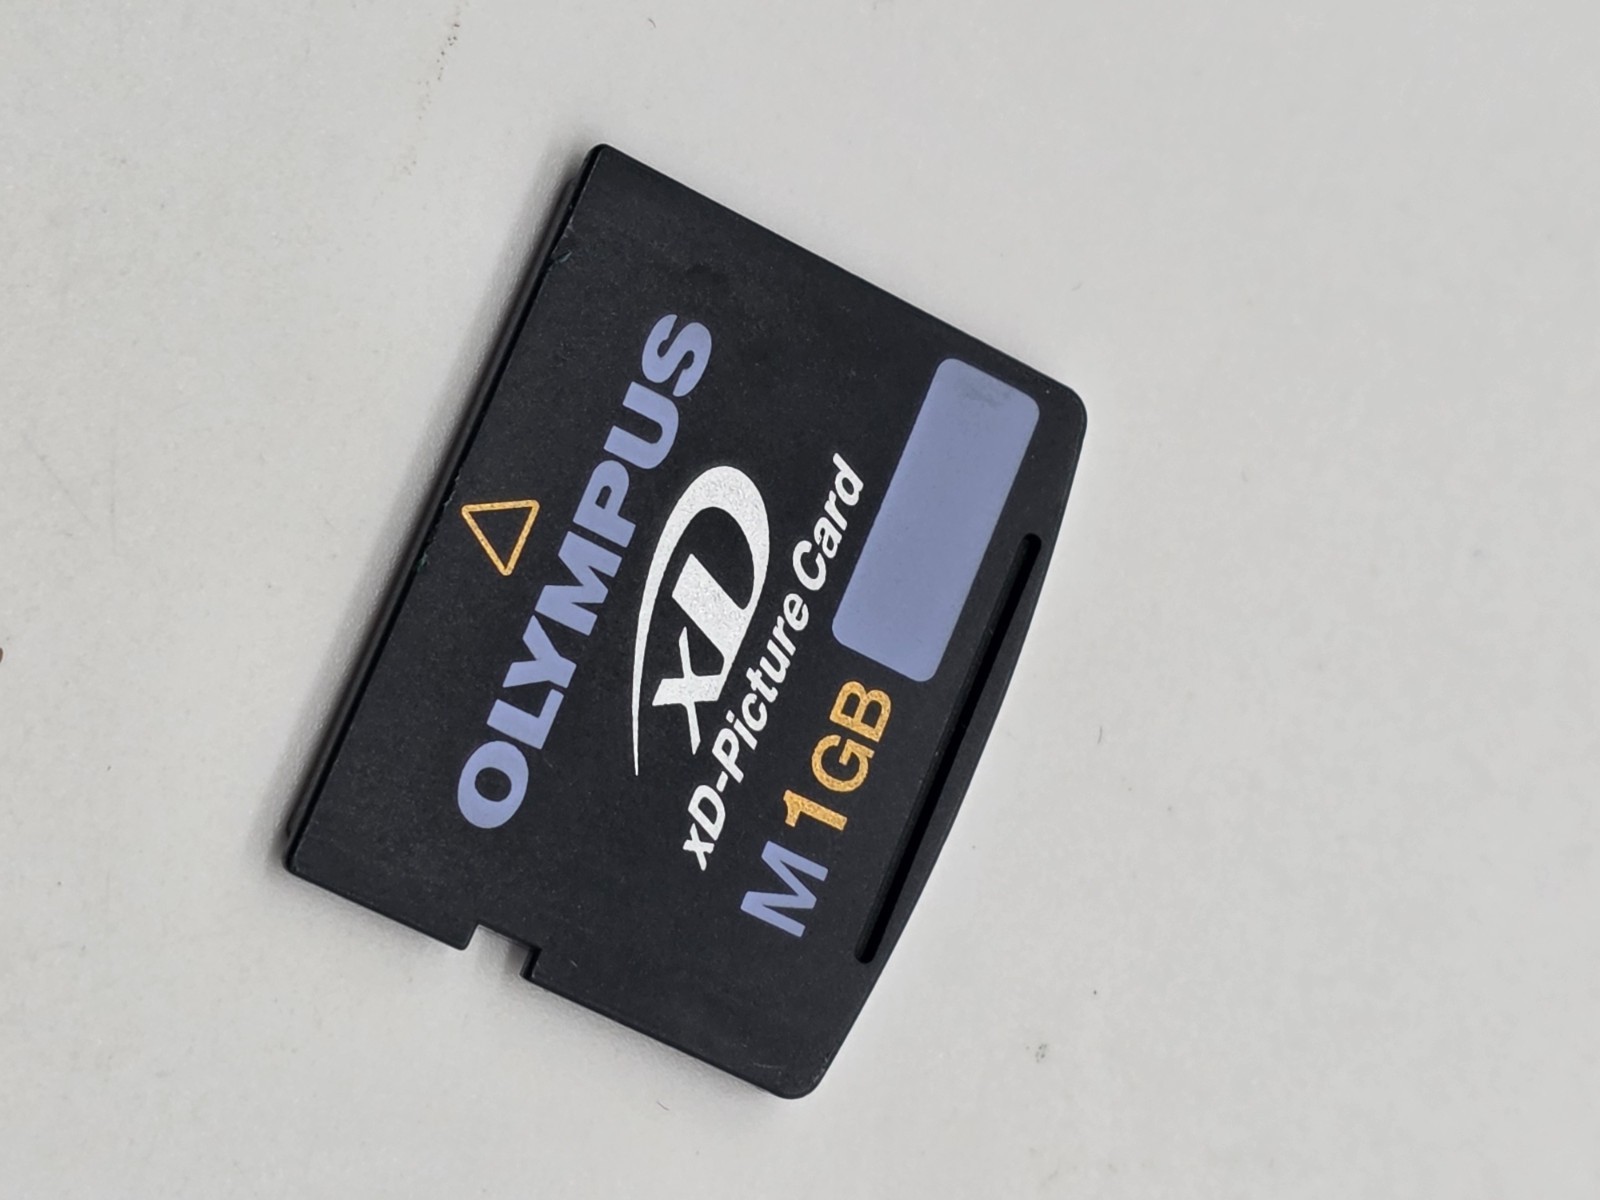 OLYMPUS
xD
xD-Picture Card
M 1GB